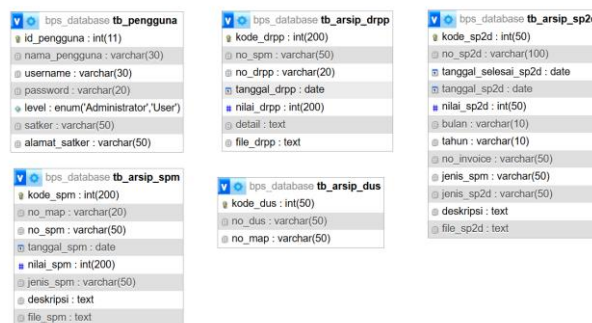 bps_database tb_pengguna
id_pengguna : int(11)
nama_pengguna : varchar(30)
username : varchar(30)
password : varchar(20)
level : enum('Administrator','User')
satker : varchar(50)
alamat_satker : varchar(50)
bps_database tb_arsip_drpp
kode_drpp : int(200)
no_spm : varchar(50)
no_drpp : varchar(20)
tanggal_drpp : date
nilai_drpp : int(200)
detail : text
file_drpp : text
bps_database tb_arsip_sp2d
kode_sp2d : int(50)
no_sp2d : varchar(100)
tanggal_selesai_sp2d : date
tanggal_sp2d : date
nilai_sp2d : int(50)
bulan : varchar(10)
tahun : varchar(10)
no_invoice : varchar(50)
jenis_spm : varchar(50)
jenis_sp2d : varchar(50)
deskripsi : text
file_sp2d : text
bps_database tb_arsip_spm
kode_spm : int(200)
no_map : varchar(20)
no_spm : varchar(50)
tanggal_spm : date
nilai_spm : int(200)
jenis_spm : varchar(50)
deskripsi : text
file_spm : text
bps_database tb_arsip_dus
kode_dus : int(50)
no_dus : varchar(50)
no_map : varchar(50)